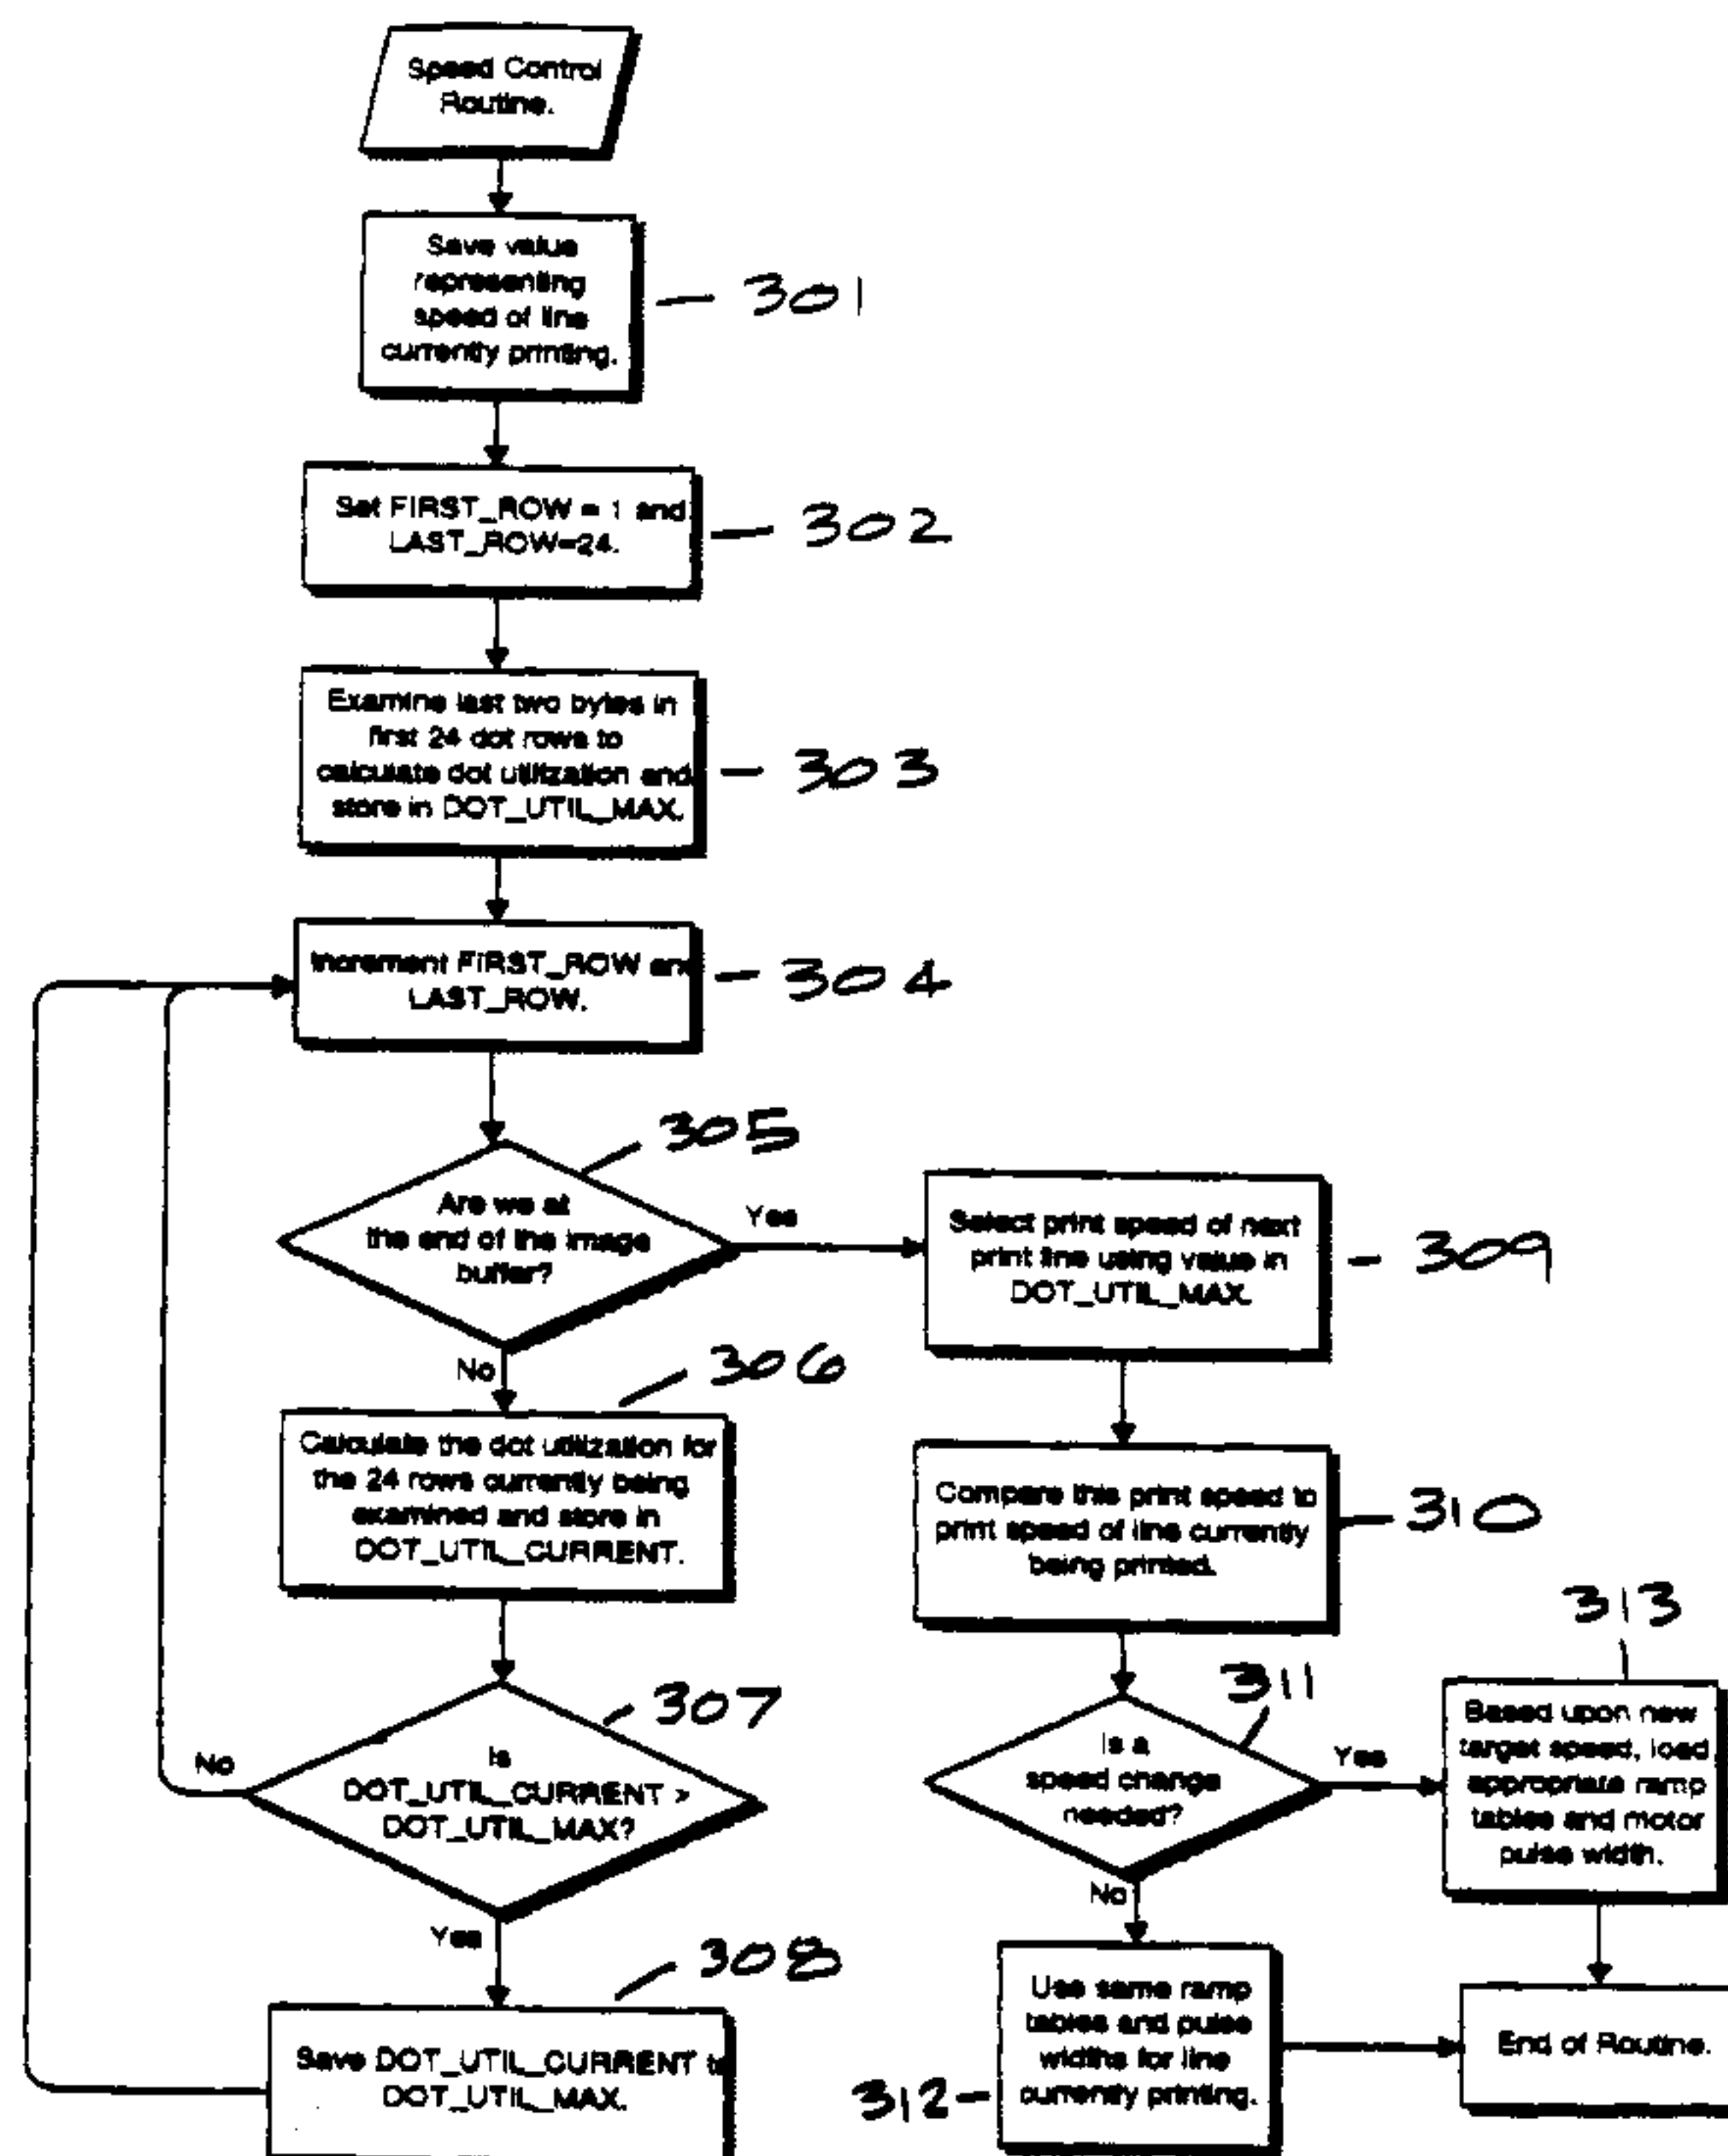 Speed Control
Routine.
Save value
representing
speed of line
currently printing.
301
Set FIRST_ROW = 1 and
LAST_ROW=24.
302
Examine last two bytes in
first 24 dot rows to
calculate dot utilization and
store in DOT_UTIL_MAX.
303
Increment FIRST_ROW and
LAST_ROW.
304
305
Are we at
the end of the image
buffer?
Yes
No
306
Calculate the dot utilization for
the 24 rows currently being
examined and store in
DOT_UTIL_CURRENT.
307
Is
DOT_UTIL_CURRENT >
DOT_UTIL_MAX?
No
Yes
308
Save DOT_UTIL_CURRENT to
DOT_UTIL_MAX.
Select print speed of next
print line using value in
DOT_UTIL_MAX.
309
Compare this print speed to
print speed of line currently
being printed.
310
311
Is a
speed change
needed?
Yes
No
313
Based upon new
target speed, load
appropriate ramp
tables and motor
pulse width.
Use same ramp
tables and pulse
widths for line
currently printing.
312
End of Routine.